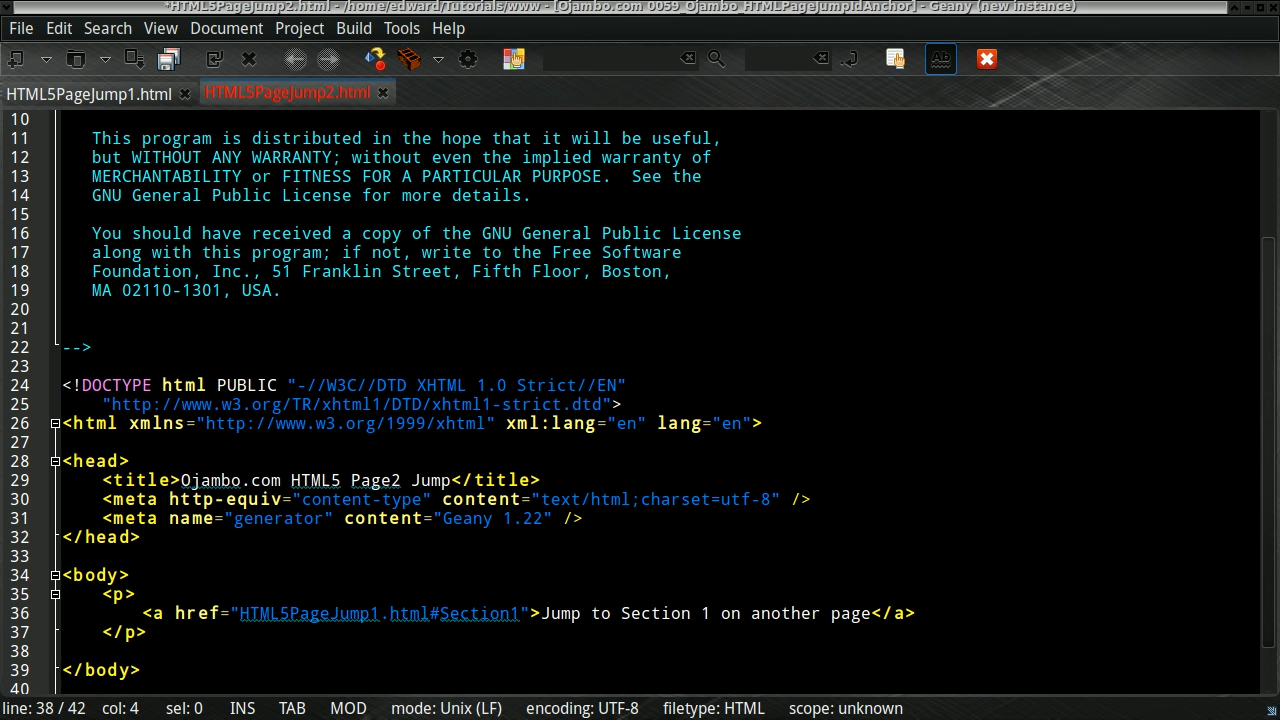 *HTML5PageJump2.html - /home/edward/Tutorials/www - [Ojambo.com 0059_Ojambo_HTMLPageJumpIdAnchor] - Geany (new instance)
File Edit Search View Document Project Build Tools Help
Ab
HTML5PageJump1.html HTML5PageJump2.html
10
11 This program is distributed in the hope that it will be useful,
12 but WITHOUT ANY WARRANTY; without even the implied warranty of
13 MERCHANTABILITY or FITNESS FOR A PARTICULAR PURPOSE.  See the
14 GNU General Public License for more details.
15
16 You should have received a copy of the GNU General Public License
17 along with this program; if not, write to the Free Software
18 Foundation, Inc., 51 Franklin Street, Fifth Floor, Boston,
19 MA 02110-1301, USA.
20
21
22 -->
23
24 <!DOCTYPE html PUBLIC "-//W3C//DTD XHTML 1.0 Strict//EN"
25 "http://www.w3.org/TR/xhtml1/DTD/xhtml1-strict.dtd">
26 <html xmlns="http://www.w3.org/1999/xhtml" xml:lang="en" lang="en">
27
28 <head>
29 <title>Ojambo.com HTML5 Page2 Jump</title>
30 <meta http-equiv="content-type" content="text/html;charset=utf-8" />
31 <meta name="generator" content="Geany 1.22" />
32 </head>
33
34 <body>
35 <p>
36 <a href="HTML5PageJump1.html#Section1">Jump to Section 1 on another page</a>
37 </p>
38
39 </body>
40
line: 38 / 42 col: 4 sel: 0 INS TAB MOD mode: Unix (LF) encoding: UTF-8 filetype: HTML scope: unknown